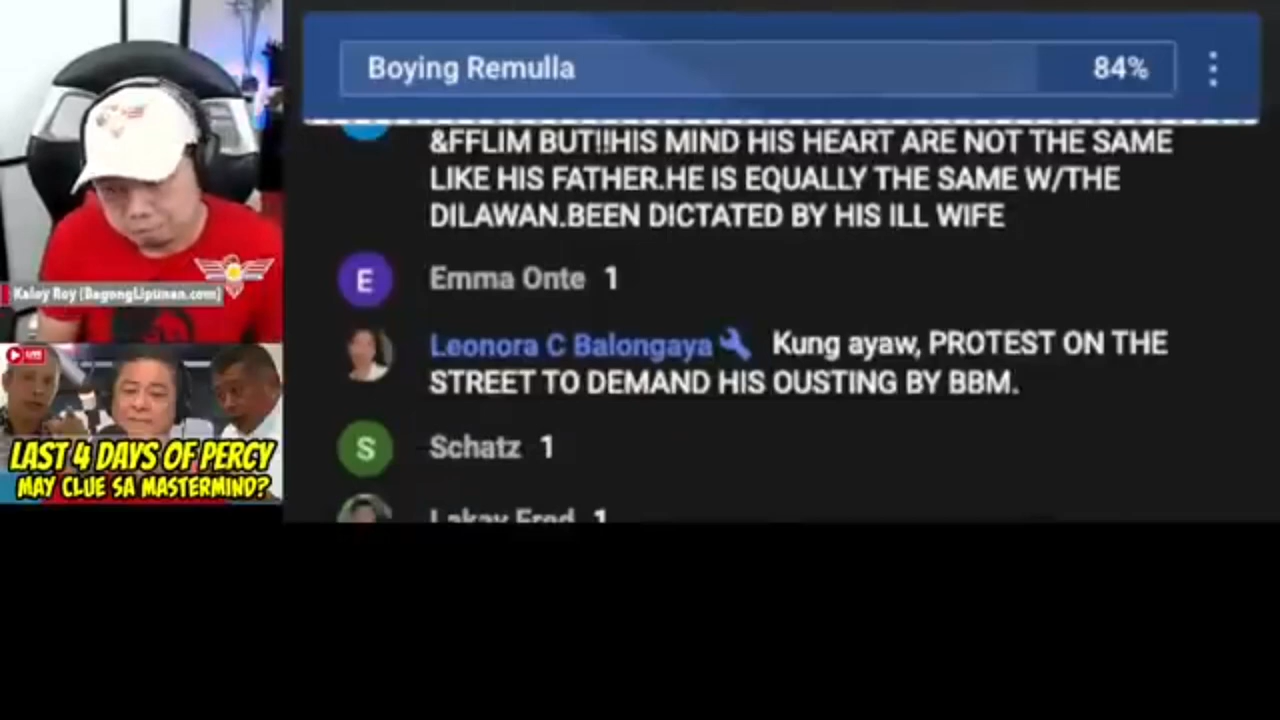 Boying Remulla 84%
&FFLIM BUT!!HIS MIND HIS HEART ARE NOT THE SAME
LIKE HIS FATHER.HE IS EQUALLY THE SAME W/THE
DILAWAN.BEEN DICTATED BY HIS ILL WIFE
E Emma Onte 1
Leonora C Balongaya Kung ayaw, PROTEST ON THE
STREET TO DEMAND HIS OUSTING BY BBM.
S Schatz 1
Lakay Fred 1
Kaloy Roy (BagongLipunan.com)
LIVE
LAST 4 DAYS OF PERCY
MAY CLUE SA MASTERMIND?